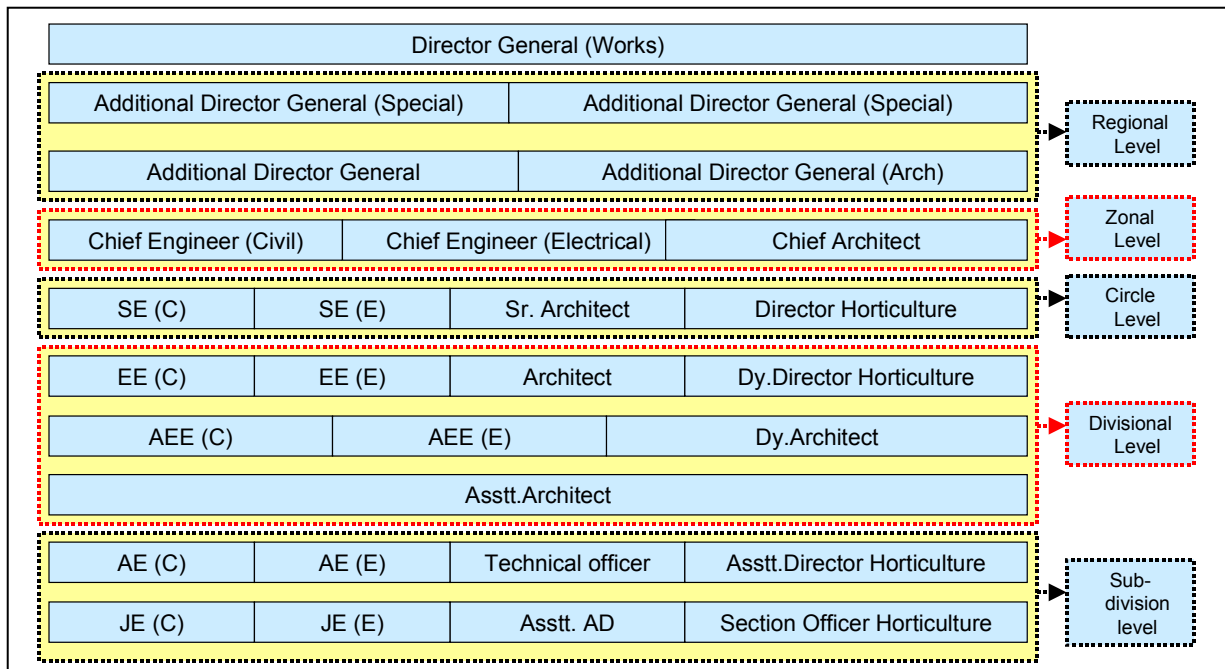 Director General (Works)
Additional Director General (Special) Additional Director General (Special)
Regional
Level
Additional Director General Additional Director General (Arch)
Chief Engineer (Civil) Chief Engineer (Electrical) Chief Architect
Zonal
Level
SE (C) SE (E) Sr. Architect Director Horticulture
Circle
Level
EE (C) EE (E) Architect Dy.Director Horticulture
AEE (C) AEE (E) Dy.Architect
Divisional
Level
Asstt.Architect
AE (C) AE (E) Technical officer Asstt.Director Horticulture
JE (C) JE (E) Asstt. AD Section Officer Horticulture
Sub-
division
level